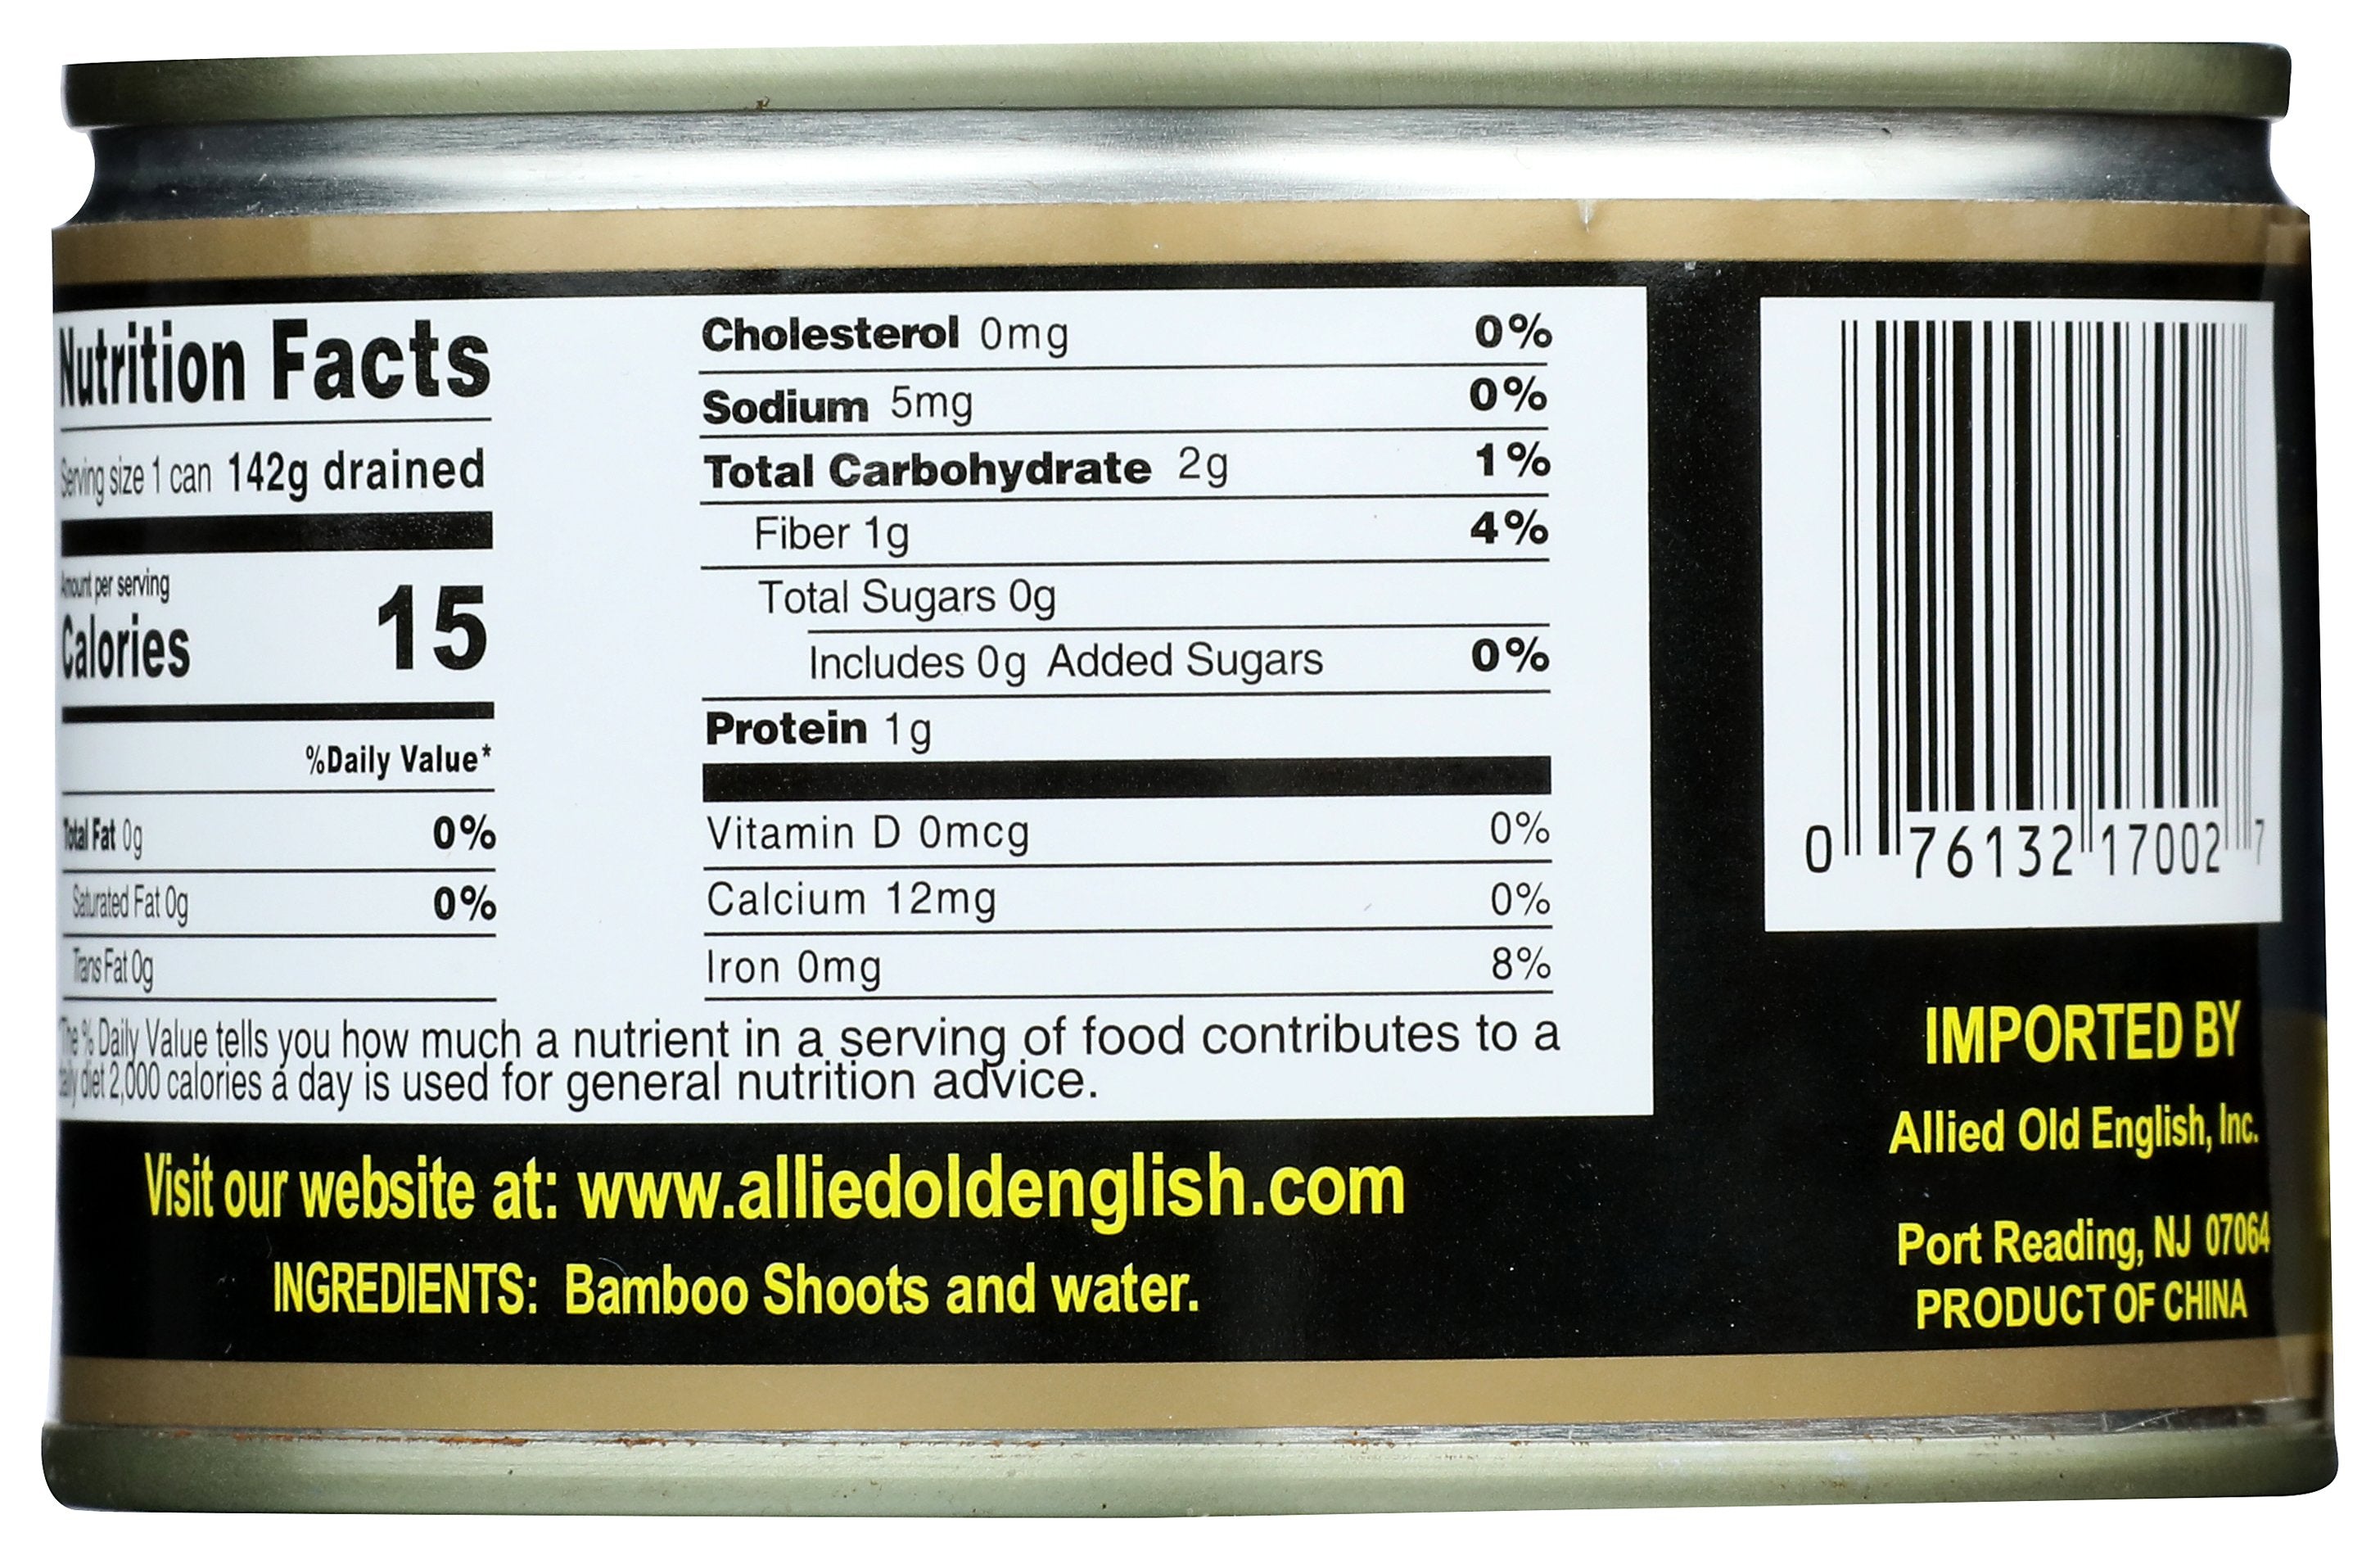 Nutrition Facts
Serving size 1 can 142g drained
Amount per serving
Calories 15
%Daily Value*
Total Fat 0g 0%
Saturated Fat 0g 0%
Trans Fat 0g
Cholesterol 0mg 0%
Sodium 5mg 0%
Total Carbohydrate 2g 1%
Fiber 1g 4%
Total Sugars 0g
Includes 0g Added Sugars 0%
Protein 1g
Vitamin D 0mcg 0%
Calcium 12mg 0%
Iron 0mg 8%
*The % Daily Value tells you how much a nutrient in a serving of food contributes to a
daily diet 2,000 calories a day is used for general nutrition advice.
Visit our website at: www.alliedoldenglish.com
INGREDIENTS: Bamboo Shoots and water.
0 76132 17002 7
IMPORTED BY
Allied Old English, Inc.
Port Reading, NJ 07064
PRODUCT OF CHINA